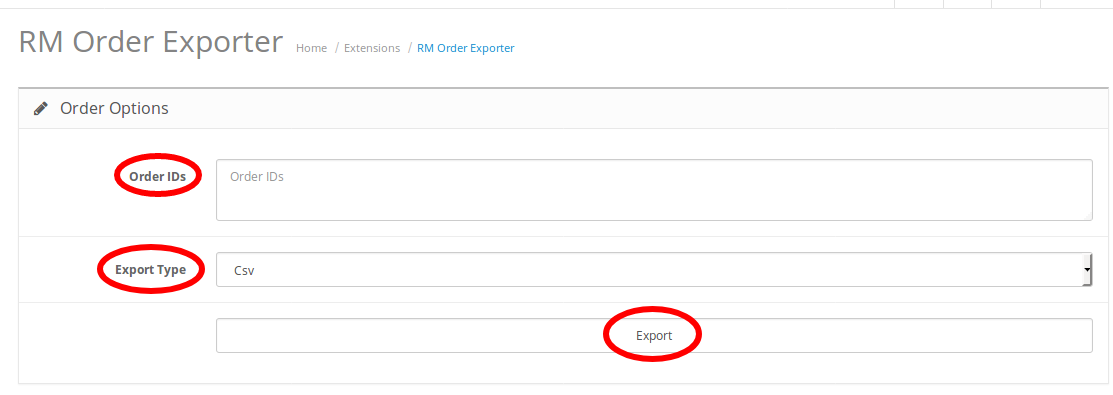 RM Order Exporter Home / Extensions / RM Order Exporter
Order Options
Order IDs Order IDs
Export Type Csv
Export